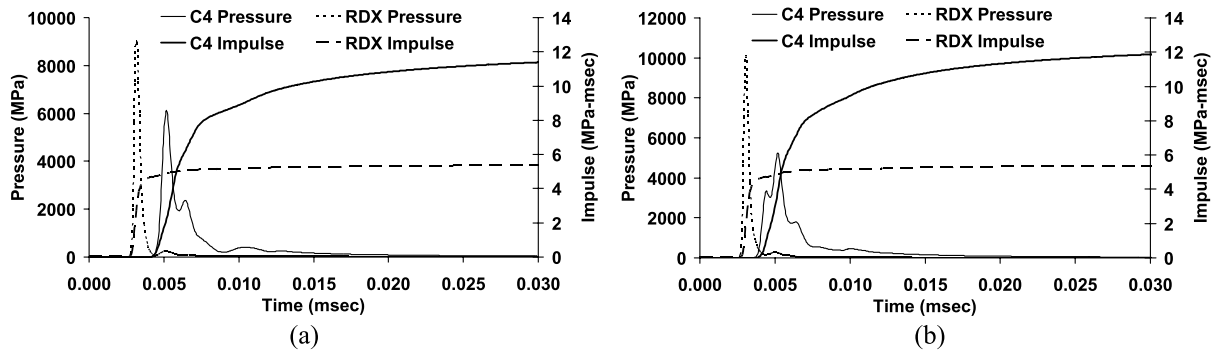 C4 Pressure
RDX Pressure
C4 Impulse
RDX Impulse
10000
8000
6000
4000
2000
0
Pressure (MPa)
14
12
10
8
6
4
2
0
Impulse (MPa-msec)
0.000 0.005 0.010 0.015 0.020 0.025 0.030
Time (msec)
(a)
C4 Pressure
RDX Pressure
C4 Impulse
RDX Impulse
12000
10000
8000
6000
4000
2000
0
Pressure (MPa)
14
12
10
8
6
4
2
0
Impulse (MPa-msec)
0.000 0.005 0.010 0.015 0.020 0.025 0.030
Time (msec)
(b)